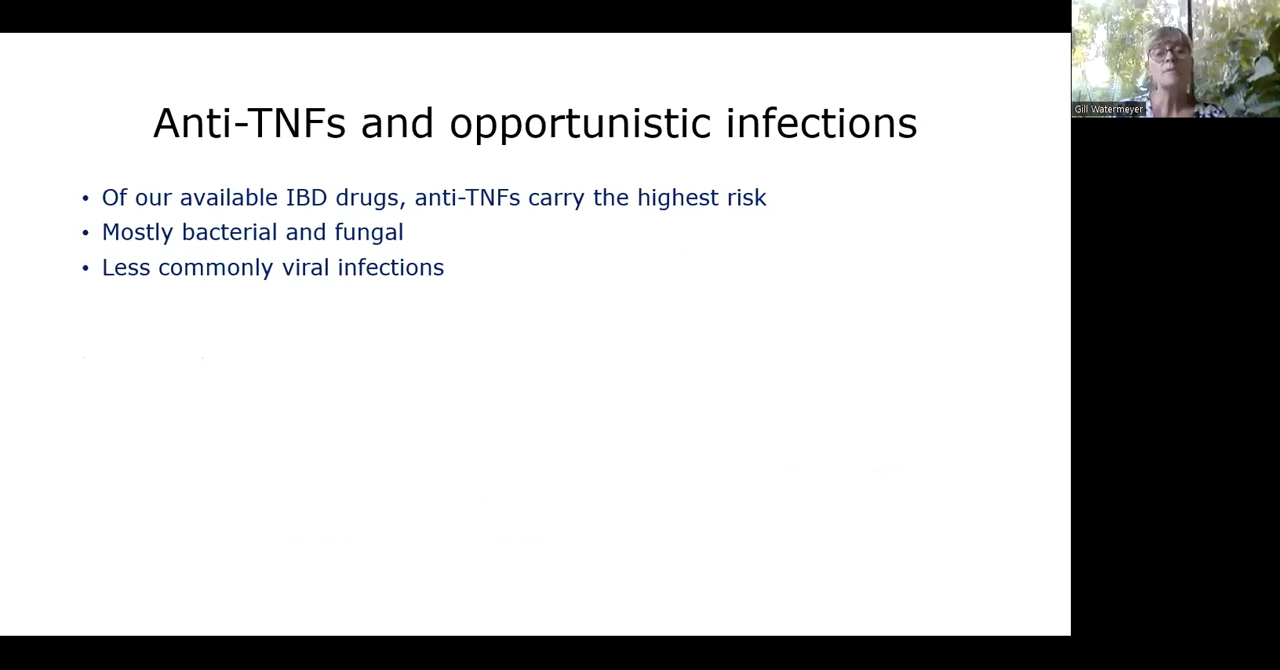 Anti-TNFs and opportunistic infections
• Of our available IBD drugs, anti-TNFs carry the highest risk
• Mostly bacterial and fungal
• Less commonly viral infections
Gill Watermeyer